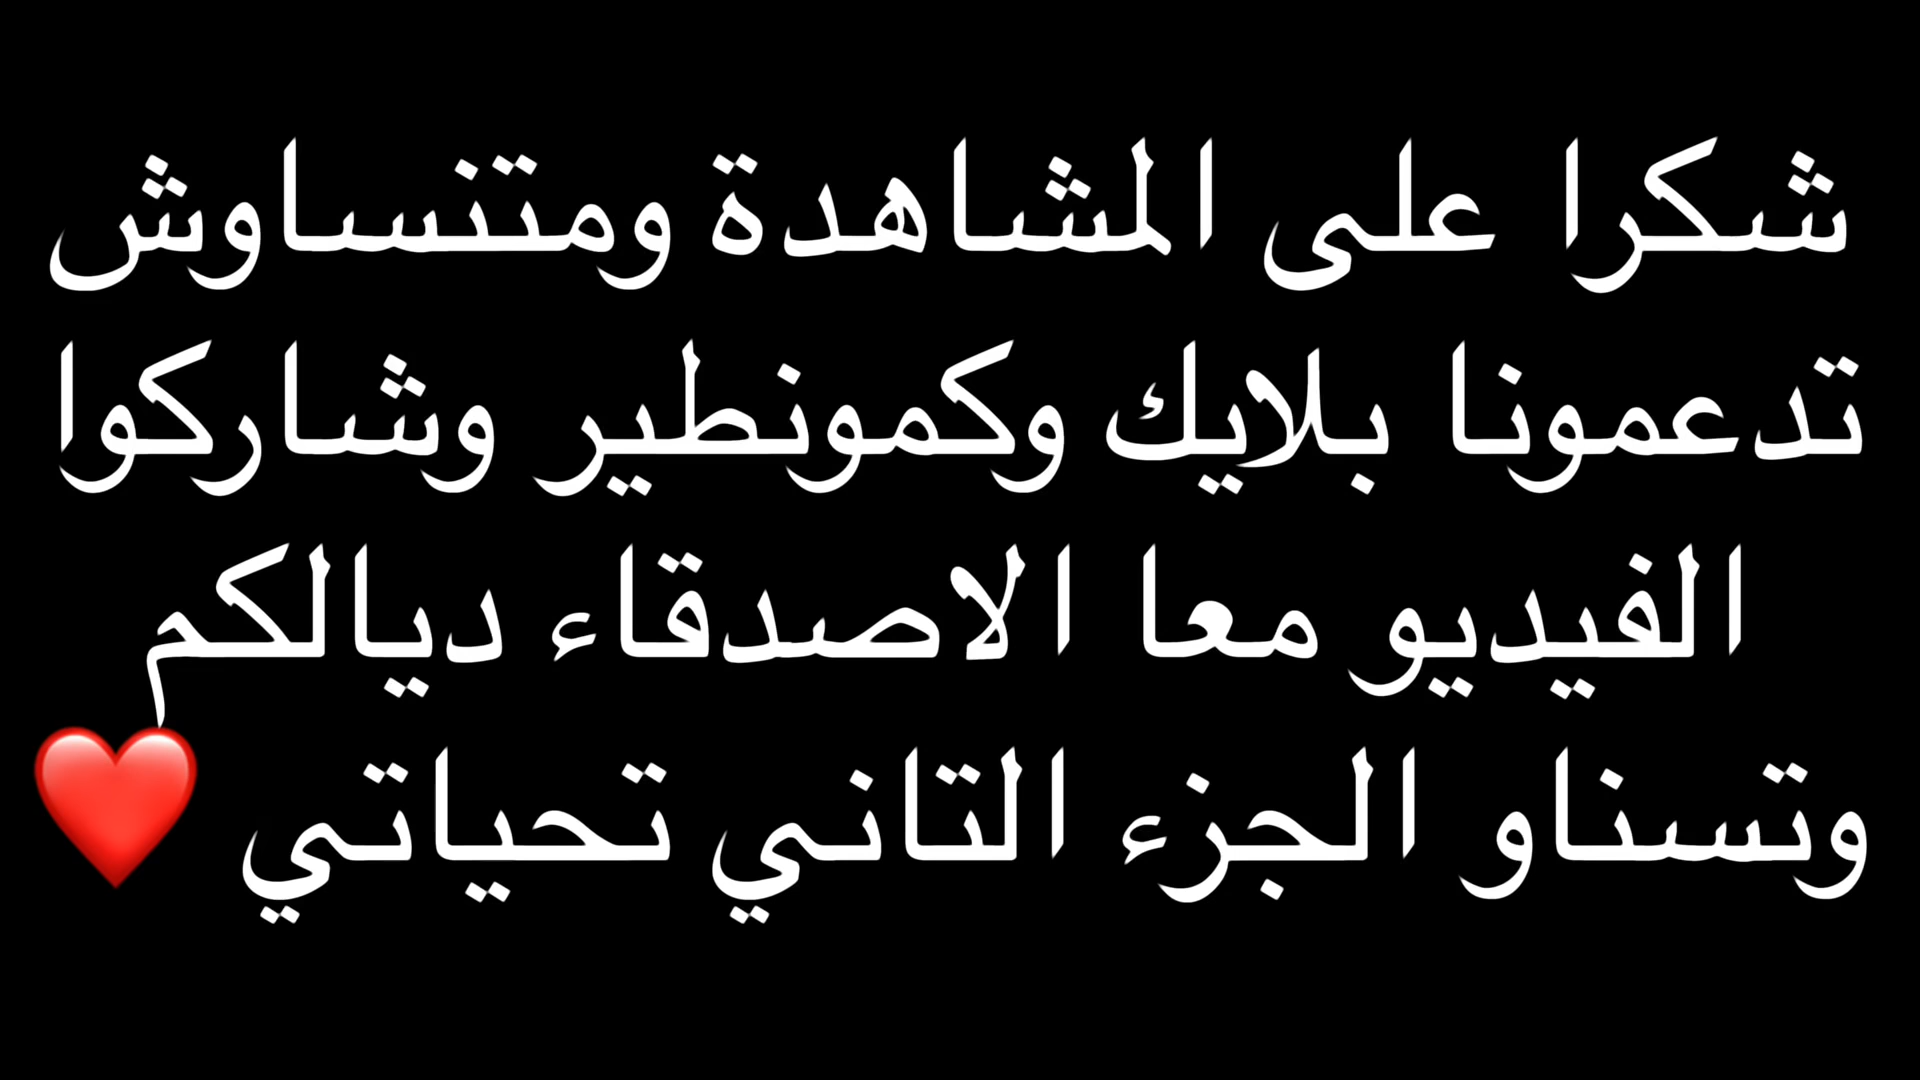 شكرا على المشاهدة ومتنساوش
تدعمونا بلايك وكمونطير وشاركوا
الفيديو معا الاصدقاء ديالكم
وتسناو الجزء التاني تحياتي ❤️